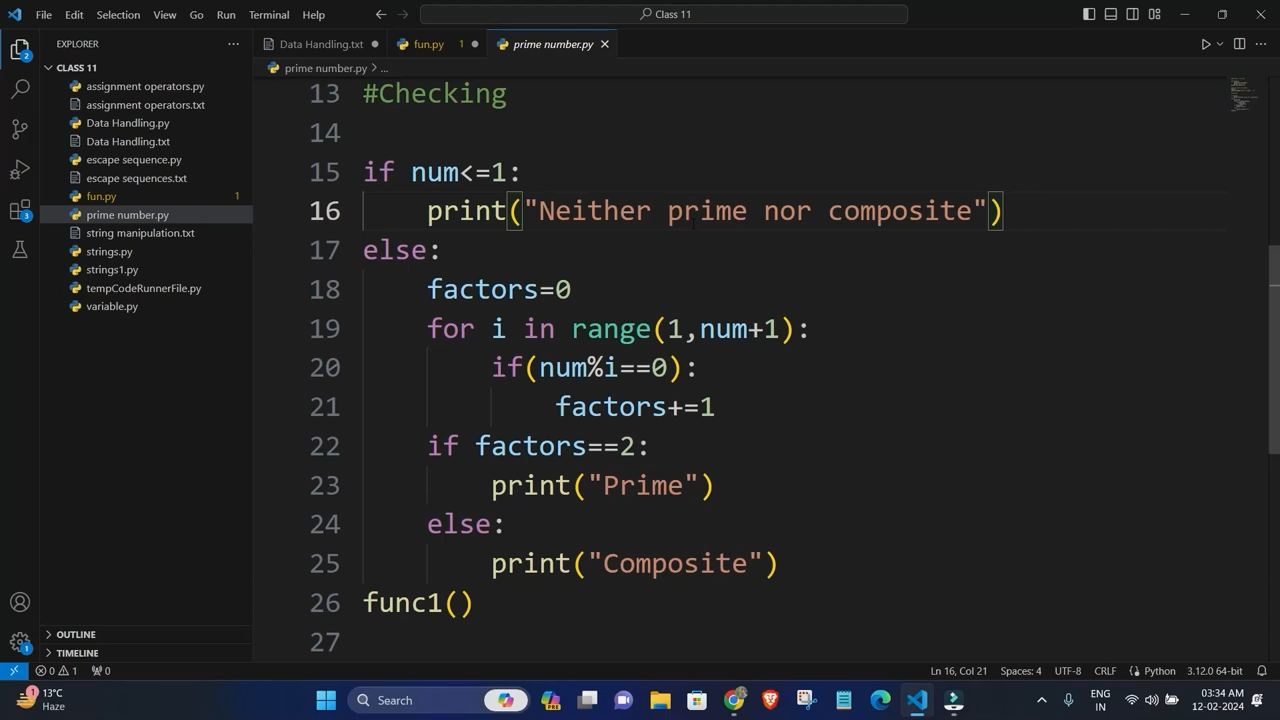 File Edit Selection View Go Run Terminal Help
Class 11
EXPLORER
Data Handling.txt
fun.py 1
prime number.py
CLASS 11
prime number.py > ...
assignment operators.py
assignment operators.txt
Data Handling.py
Data Handling.txt
escape sequence.py
escape sequences.txt
fun.py 1
prime number.py
string manipulation.txt
strings.py
strings1.py
tempCodeRunnerFile.py
variable.py
OUTLINE
TIMELINE
2
3
1
13 #Checking
14
15 if num<=1:
16 print("Neither prime nor composite")
17 else:
18 factors=0
19 for i in range(1,num+1):
20 if(num%i==0):
21 factors+=1
22 if factors==2:
23 print("Prime")
24 else:
25 print("Composite")
26 func1()
27
0 1 0
Ln 16, Col 21 Spaces: 4 UTF-8 CRLF Python 3.12.0 64-bit
1
13°C
Haze
Search
PRE
ENG
IN
03:34 AM
12-02-2024